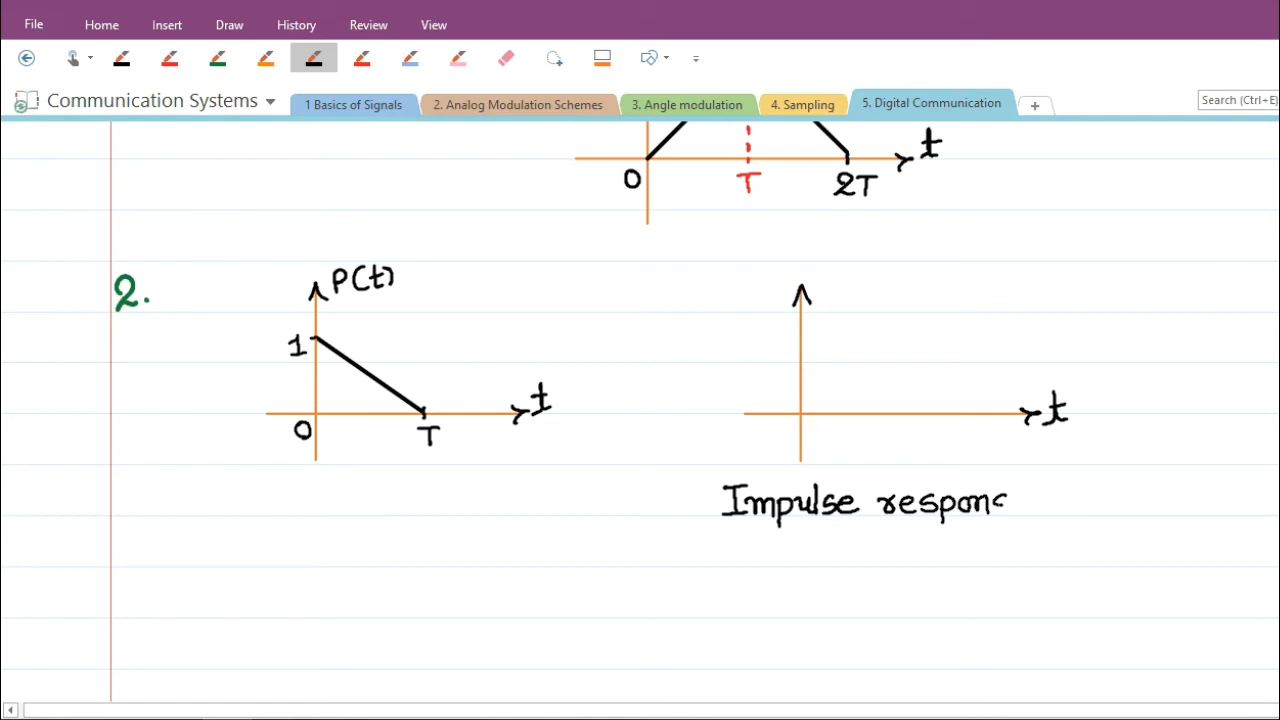 File Home Insert Draw History Review View
Communication Systems 1 Basics of Signals 2. Analog Modulation Schemes 3. Angle modulation 4. Sampling 5. Digital Communication Search (Ctrl+E)
t
0 T 2T
2. P(t)
1
t t
0 T
Impulse respons